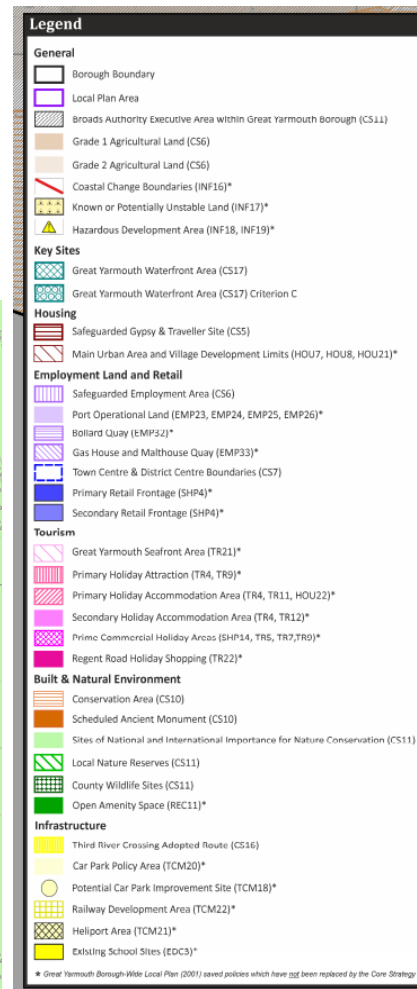 Legend
General
Borough Boundary
Local Plan Area
Broads Authority Executive Area within Great Yarmouth Borough (CS11)
Grade 1 Agricultural Land (CS6)
Grade 2 Agricultural Land (CS6)
Coastal Change Boundaries (INF16)*
Known or Potentially Unstable Land (INF17)*
Hazardous Development Area (INF18, INF19)*
Key Sites
Great Yarmouth Waterfront Area (CS17)
Great Yarmouth Waterfront Area (CS17) Criterion C
Housing
Safeguarded Gypsy & Traveller Site (CS5)
Main Urban Area and Village Development Limits (HOU7, HOU8, HOU21)*
Employment Land and Retail
Safeguarded Employment Area (CS6)
Port Operational Land (EMP23, EMP24, EMP25, EMP26)*
Bollard Quay (EMP32)*
Gas House and Malthouse Quay (EMP33)*
Town Centre & District Centre Boundaries (CS7)
Primary Retail Frontage (SHP4)*
Secondary Retail Frontage (SHP4)*
Tourism
Great Yarmouth Seafront Area (TR21)*
Primary Holiday Attraction (TR4, TR9)*
Primary Holiday Accommodation Area (TR4, TR11, HOU22)*
Secondary Holiday Accommodation Area (TR4, TR12)*
Prime Commercial Holiday Areas (SHP14, TR5, TR7,TR9)*
Regent Road Holiday Shopping (TR22)*
Built & Natural Environment
Conservation Area (CS10)
Scheduled Ancient Monument (CS10)
Sites of National and International Importance for Nature Conservation (CS11)
Local Nature Reserves (CS11)
County Wildlife Sites (CS11)
Open Amenity Space (REC11)*
Infrastructure
Third River Crossing Adopted Route (CS16)
Car Park Policy Area (TCM20)*
Potential Car Park Improvement Site (TCM18)*
Railway Development Area (TCM22)*
Heliport Area (TCM21)*
Existing School Sites (EDC3)*
* Great Yarmouth Borough-Wide Local Plan (2001) saved policies which have not been replaced by the Core Strategy